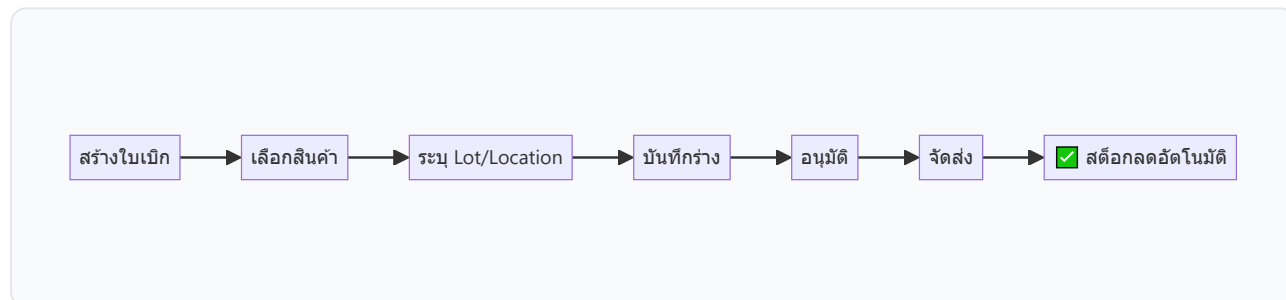 สร้างใบเบิก
เลือกสินค้า
ระบุ Lot/Location
บันทึกร่าง
อนุมัติ
จัดส่ง
✅ สต็อกลดอัตโนมัติ